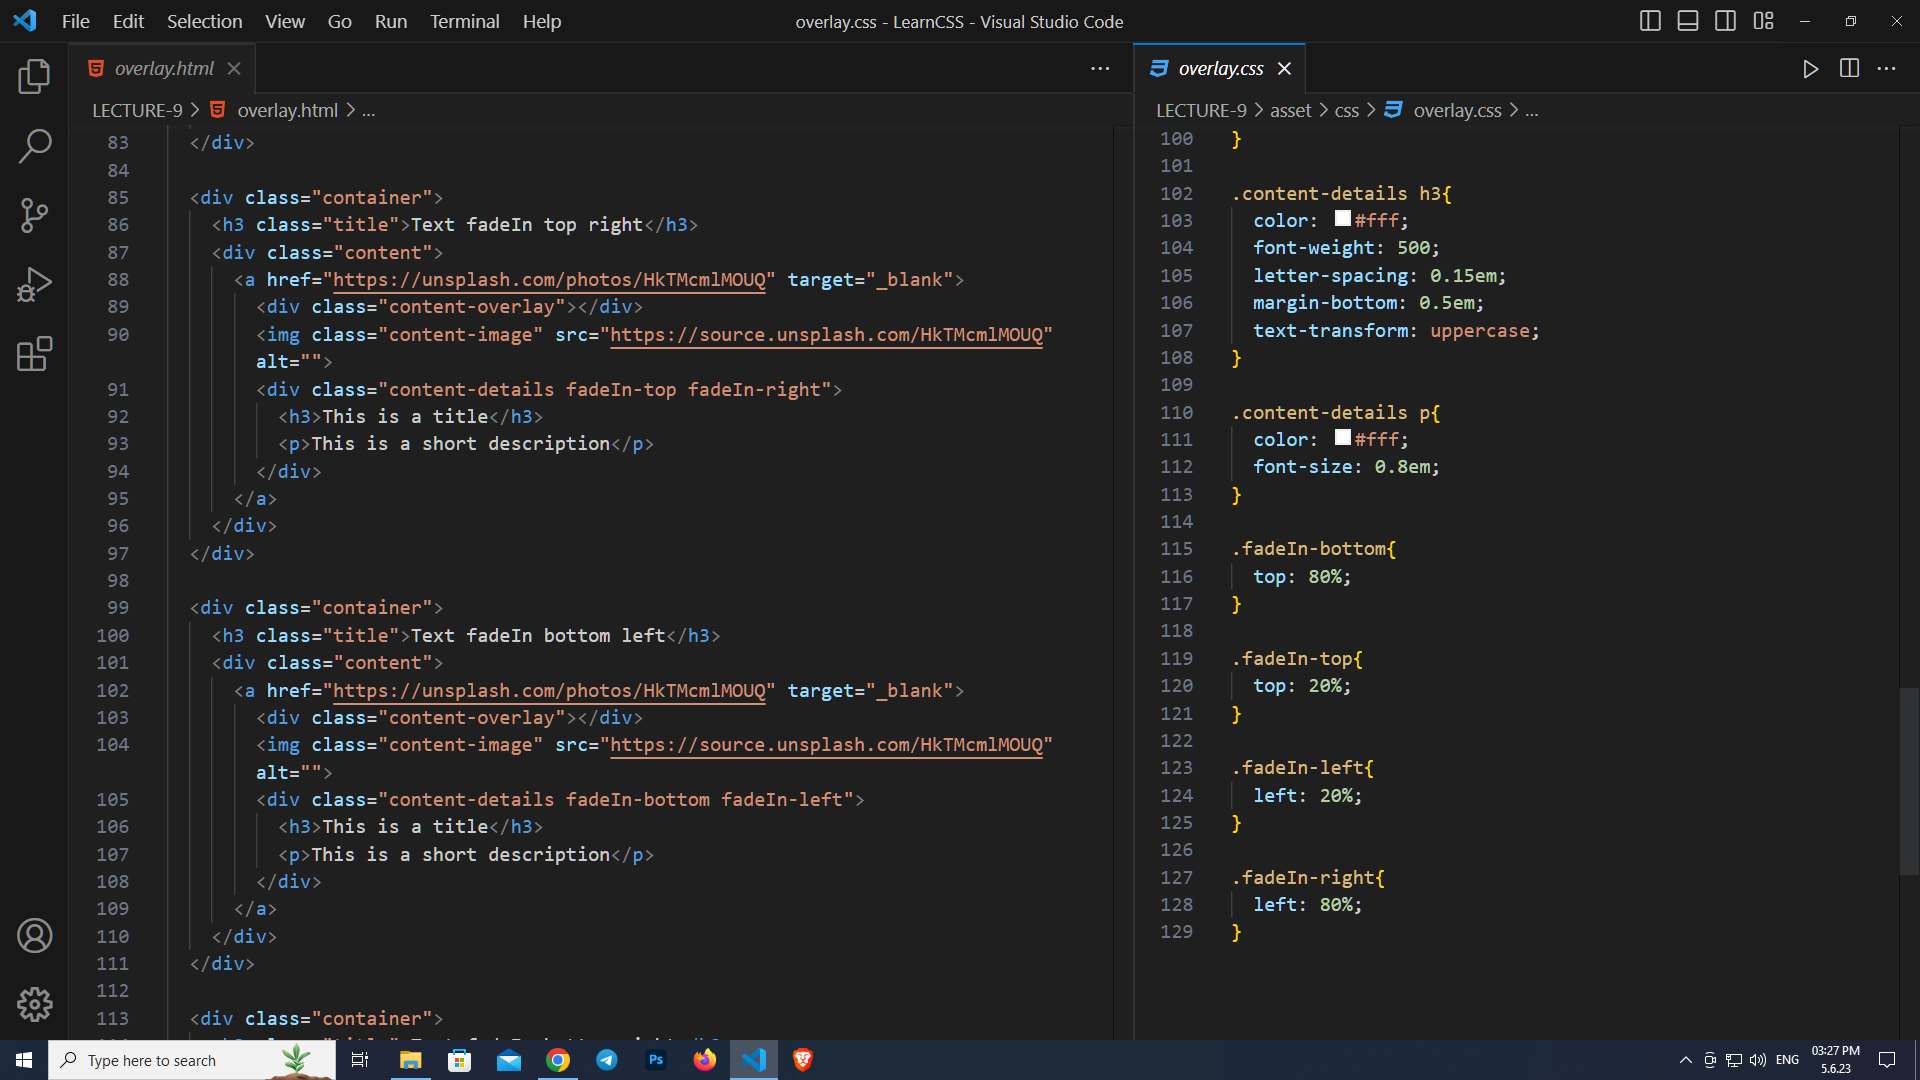 File Edit Selection View Go Run Terminal Help
overlay.css - LearnCSS - Visual Studio Code
overlay.html
LECTURE-9 > overlay.html > ...
83 </div>
84
85 <div class="container">
86 <h3 class="title">Text fadeIn top right</h3>
87 <div class="content">
88 <a href="https://unsplash.com/photos/HkTMcmlMOUQ" target="_blank">
89 <div class="content-overlay"></div>
90 <img class="content-image" src="https://source.unsplash.com/HkTMcmlMOUQ"
alt="">
91 <div class="content-details fadeIn-top fadeIn-right">
92 <h3>This is a title</h3>
93 <p>This is a short description</p>
94 </div>
95 </a>
96 </div>
97 </div>
98
99 <div class="container">
100 <h3 class="title">Text fadeIn bottom left</h3>
101 <div class="content">
102 <a href="https://unsplash.com/photos/HkTMcmlMOUQ" target="_blank">
103 <div class="content-overlay"></div>
104 <img class="content-image" src="https://source.unsplash.com/HkTMcmlMOUQ"
alt="">
105 <div class="content-details fadeIn-bottom fadeIn-left">
106 <h3>This is a title</h3>
107 <p>This is a short description</p>
108 </div>
109 </a>
110 </div>
111 </div>
112
113 <div class="container">
overlay.css
LECTURE-9 > asset > css > overlay.css > ...
100 }
101
102 .content-details h3{
103 color: #fff;
104 font-weight: 500;
105 letter-spacing: 0.15em;
106 margin-bottom: 0.5em;
107 text-transform: uppercase;
108 }
109
110 .content-details p{
111 color: #fff;
112 font-size: 0.8em;
113 }
114
115 .fadeIn-bottom{
116 top: 80%;
117 }
118
119 .fadeIn-top{
120 top: 20%;
121 }
122
123 .fadeIn-left{
124 left: 20%;
125 }
126
127 .fadeIn-right{
128 left: 80%;
129 }
Type here to search
Ps
ENG
03:27 PM
5.6.23